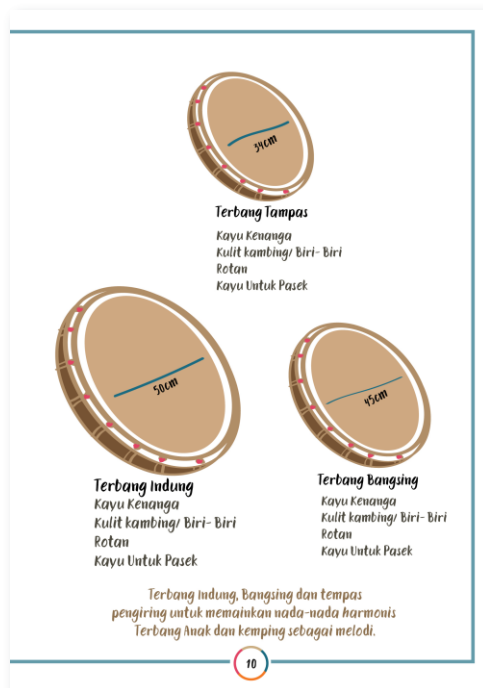 34cm
Terbang Tampas
Kayu Kenanga
Kulit kambing/ Biri- Biri
Rotan
Kayu Untuk Pasek
50cm
Terbang Indung
Kayu Kenanga
Kulit kambing/ Biri- Biri
Rotan
Kayu Untuk Pasek
45cm
Terbang Bangsing
Kayu Kenanga
Kulit kambing/ Biri- Biri
Rotan
Kayu Untuk Pasek
Terbang Indung, Bangsing dan tempas
pengiring untuk memainkan nada-nada harmonis
Terbang Anak dan kemping sebagai melodi.
10